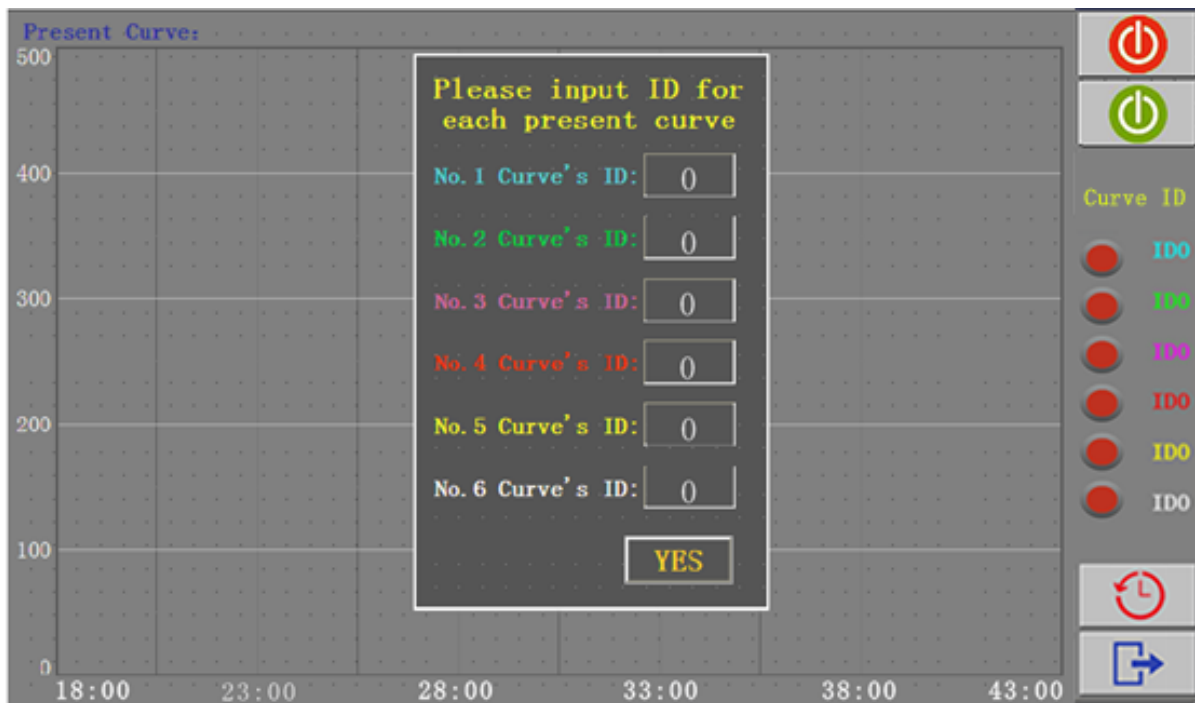 Present Curve:
500
400
300
200
100
0
18:00 23:00 28:00 33:00 38:00 43:00
Please input ID for
each present curve
No.1 Curve's ID: 0
No.2 Curve's ID: 0
No.3 Curve's ID: 0
No.4 Curve's ID: 0
No.5 Curve's ID: 0
No.6 Curve's ID: 0
YES
Curve ID
ID0
ID0
ID0
ID0
ID0
ID0